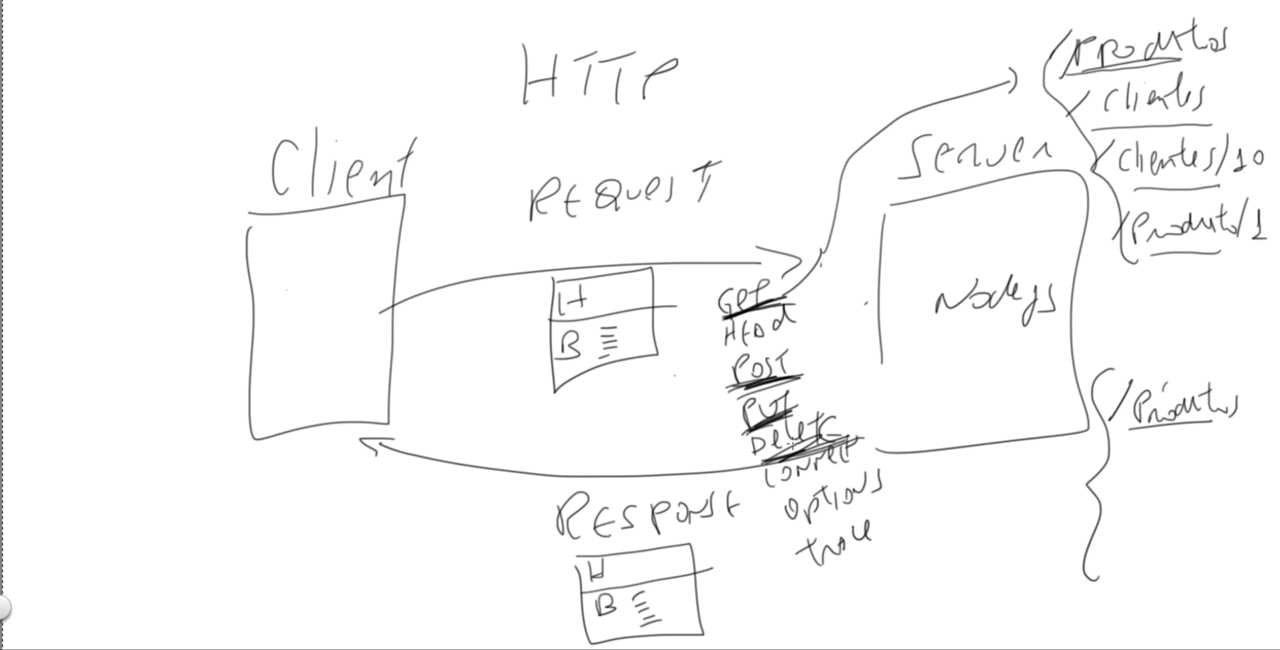 HTTP
Client
REQUEST
H
B
GET
HEAD
POST
PUT
DELETE
CONNECT
OPTIONS
trace
Server
Nodejs
/PRODUTOS
/Clientes
/Clientes/10
/Produto/1
/Produtos
RESPONSE
H
B